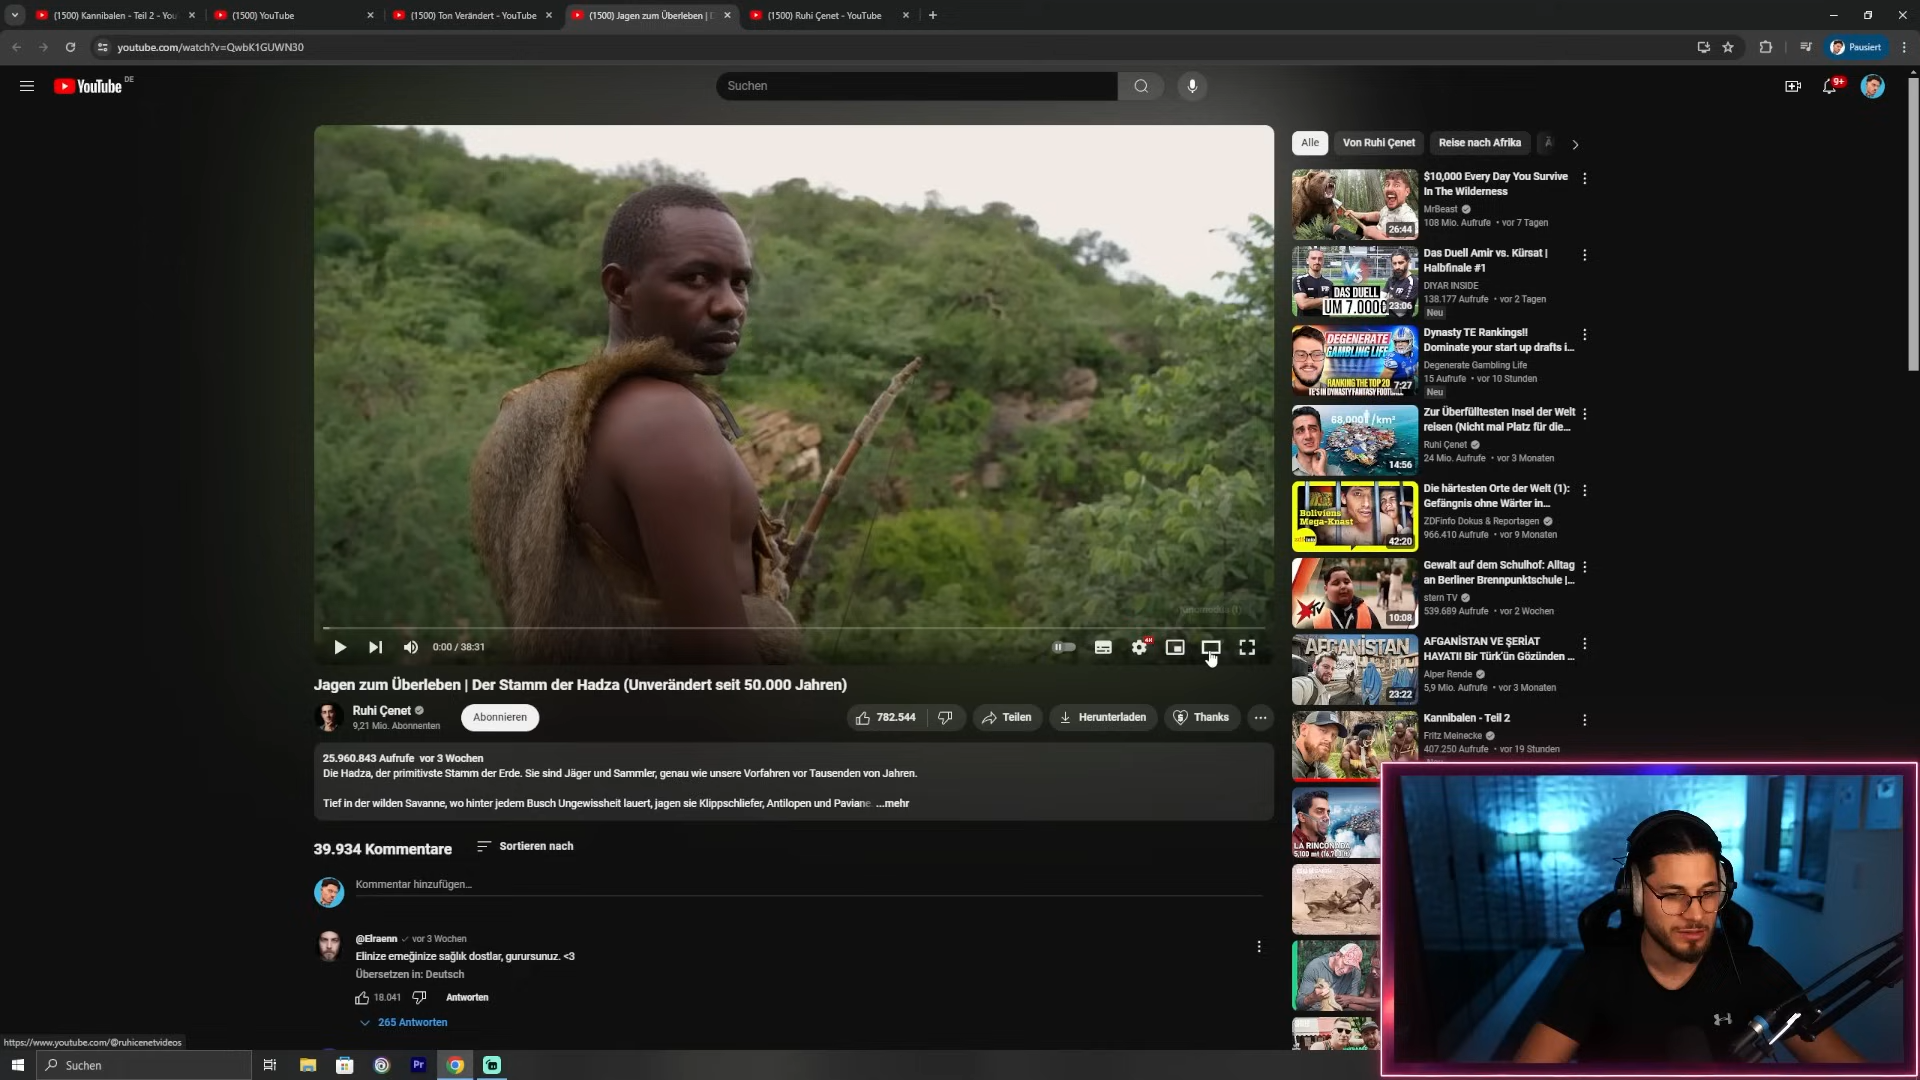 (1500) Kannibalen - Teil 2 - You
(1500) YouTube
(1500) Ton Verändert - YouTube
(1500) Jagen zum Überleben |
(1500) Ruhi Çenet - YouTube
youtube.com/watch?v=QwbK1GUWN30
Pausiert
YouTube DE
Suchen
9+
Alle
Von Ruhi Çenet
Reise nach Afrika
$10,000 Every Day You Survive
In The Wilderness
MrBeast
108 Mio. Aufrufe • vor 7 Tagen
26:44
Das Duell Amir vs. Kürsat |
Halbfinale #1
DIYAR INSIDE
138.177 Aufrufe • vor 2 Tagen
Neu
VS
DAS DUELL
UM 7.000€
23:06
Dynasty TE Rankings!!
Dominate your start up drafts i...
Degenerate Gambling Life
15 Aufrufe • vor 10 Stunden
Neu
DEGENERATE
GAMBLING LIFE
RANKING THE TOP 20
TE'S IN DYNASTY FANTASY FOOTBALL
7:27
Zur Überfülltesten Insel der Welt
reisen (Nicht mal Platz für die...
Ruhi Çenet
24 Mio. Aufrufe • vor 3 Monaten
68,000 /km²
14:56
Die härtesten Orte der Welt (1):
Gefängnis ohne Wärter in...
ZDFinfo Dokus & Reportagen
966.410 Aufrufe • vor 9 Monaten
Boliviens
Mega-Knast
42:20
Gewalt auf dem Schulhof: Alltag
an Berliner Brennpunktschule |...
stern TV
539.689 Aufrufe • vor 2 Wochen
10:08
AFGANİSTAN VE ŞERİAT
HAYATI! Bir Türk'ün Gözünden ...
Alper Rende
5,9 Mio. Aufrufe • vor 3 Monaten
AFGANİSTAN
23:22
Kannibalen - Teil 2
Fritz Meinecke
407.250 Aufrufe • vor 19 Stunden
LA RINCONADA
Kinomodus (t)
0:00 / 38:31
Jagen zum Überleben | Der Stamm der Hadza (Unverändert seit 50.000 Jahren)
Ruhi Çenet
9,21 Mio. Abonnenten
Abonnieren
782.544
Teilen
Herunterladen
Thanks
25.960.843 Aufrufe vor 3 Wochen
Die Hadza, der primitivste Stamm der Erde. Sie sind Jäger und Sammler, genau wie unsere Vorfahren vor Tausenden von Jahren.
Tief in der wilden Savanne, wo hinter jedem Busch Ungewissheit lauert, jagen sie Klippschliefer, Antilopen und Paviane. ...mehr
39.934 Kommentare
Sortieren nach
Kommentar hinzufügen...
@Elraenn vor 3 Wochen
Elinize emeğinize sağlık dostlar, gurursunuz. <3
Übersetzen in: Deutsch
18.041
Antworten
265 Antworten
https://www.youtube.com/@ruhicenetvideos
Suchen
Pr